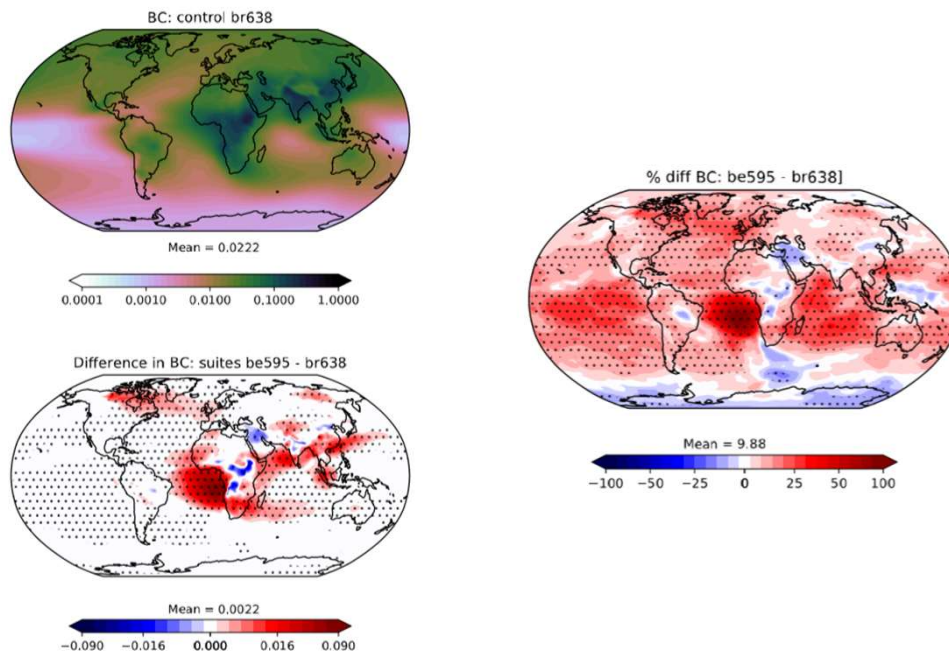 BC: control br638
Mean = 0.0222
0.0001 0.0010 0.0100 0.1000 1.0000
Difference in BC: suites be595 - br638
Mean = 0.0022
−0.090 −0.016 0.000 0.016 0.090
% diff BC: be595 - br638]
Mean = 9.88
−100 −50 −25 0 25 50 100